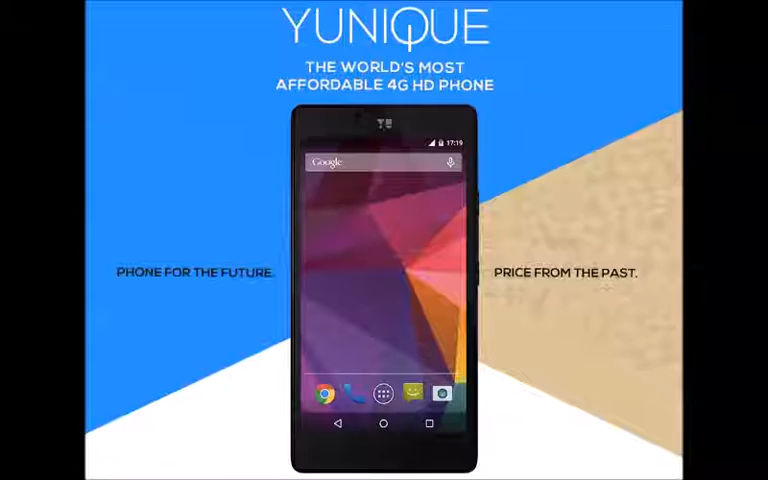 YUNIQUE
THE WORLD'S MOST
AFFORDABLE 4G HD PHONE
YU
17:19
Google
PHONE FOR THE FUTURE.
PRICE FROM THE PAST.